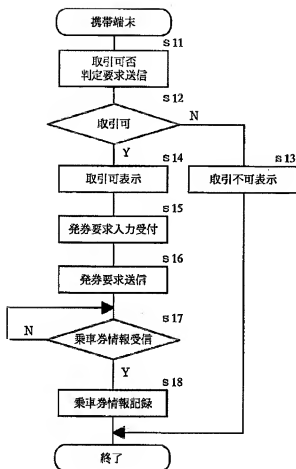 携帯端末
s11
取引可否
判定要求送信
s12
取引可
N
Y
s14
取引可表示
s13
取引不可表示
s15
発券要求入力受付
s16
発券要求送信
s17
乗車券情報受信
N
Y
s18
乗車券情報記録
終了